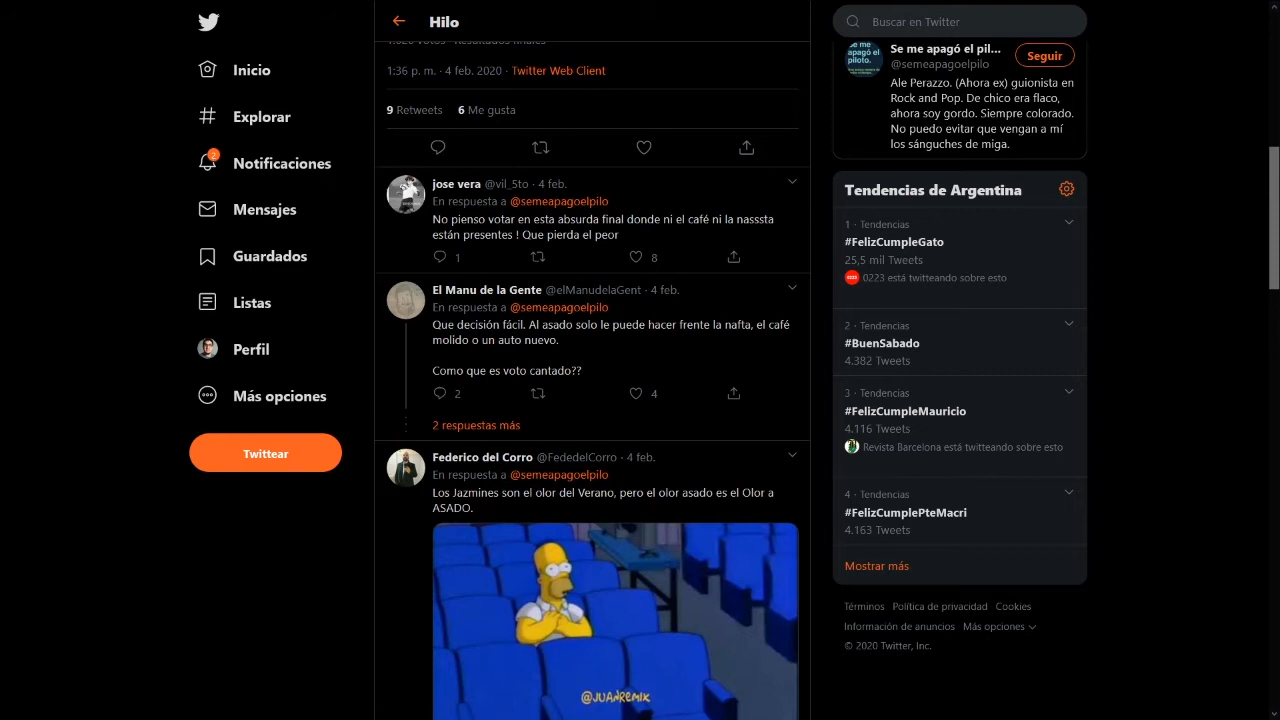 Inicio
Explorar
2
Notificaciones
Mensajes
Guardados
Listas
Perfil
Más opciones
Twittear
Hilo
1:36 p. m. · 4 feb. 2020 · Twitter Web Client
9 Retweets 6 Me gusta
jose vera @vil_5to · 4 feb.
En respuesta a @semeapagoelpilo
No pienso votar en esta absurda final donde ni el café ni la nasssta
están presentes ! Que pierda el peor
1 8
El Manu de la Gente @elManudelaGent · 4 feb.
En respuesta a @semeapagoelpilo
Que decisión fácil. Al asado solo le puede hacer frente la nafta, el café
molido o un auto nuevo.
Como que es voto cantado??
2 4
2 respuestas más
Federico del Corro @FededelCorro · 4 feb.
En respuesta a @semeapagoelpilo
Los Jazmines son el olor del Verano, pero el olor asado es el Olor a
ASADO.
@JUANREMIK
Buscar en Twitter
Se me apagó el piloto.
Se me apagó el pil...
@semeapagoelpilo
Seguir
Ale Perazzo. (Ahora ex) guionista en
Rock and Pop. De chico era flaco,
ahora soy gordo. Siempre colorado.
No puedo evitar que vengan a mí
los sánguches de miga.
Tendencias de Argentina
1 · Tendencias
#FelizCumpleGato
25,5 mil Tweets
0223 0223 está twitteando sobre esto
2 · Tendencias
#BuenSabado
4.382 Tweets
3 · Tendencias
#FelizCumpleMauricio
4.116 Tweets
Revista Barcelona está twitteando sobre esto
4 · Tendencias
#FelizCumplePteMacri
4.163 Tweets
Mostrar más
Términos Política de privacidad Cookies
Información de anuncios Más opciones
© 2020 Twitter, Inc.